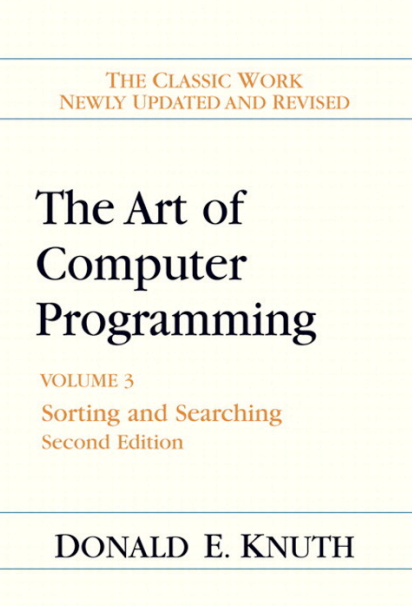 THE CLASSIC WORK
NEWLY UPDATED AND REVISED
The Art of
Computer
Programming
VOLUME 3
Sorting and Searching
Second Edition
DONALD E. KNUTH